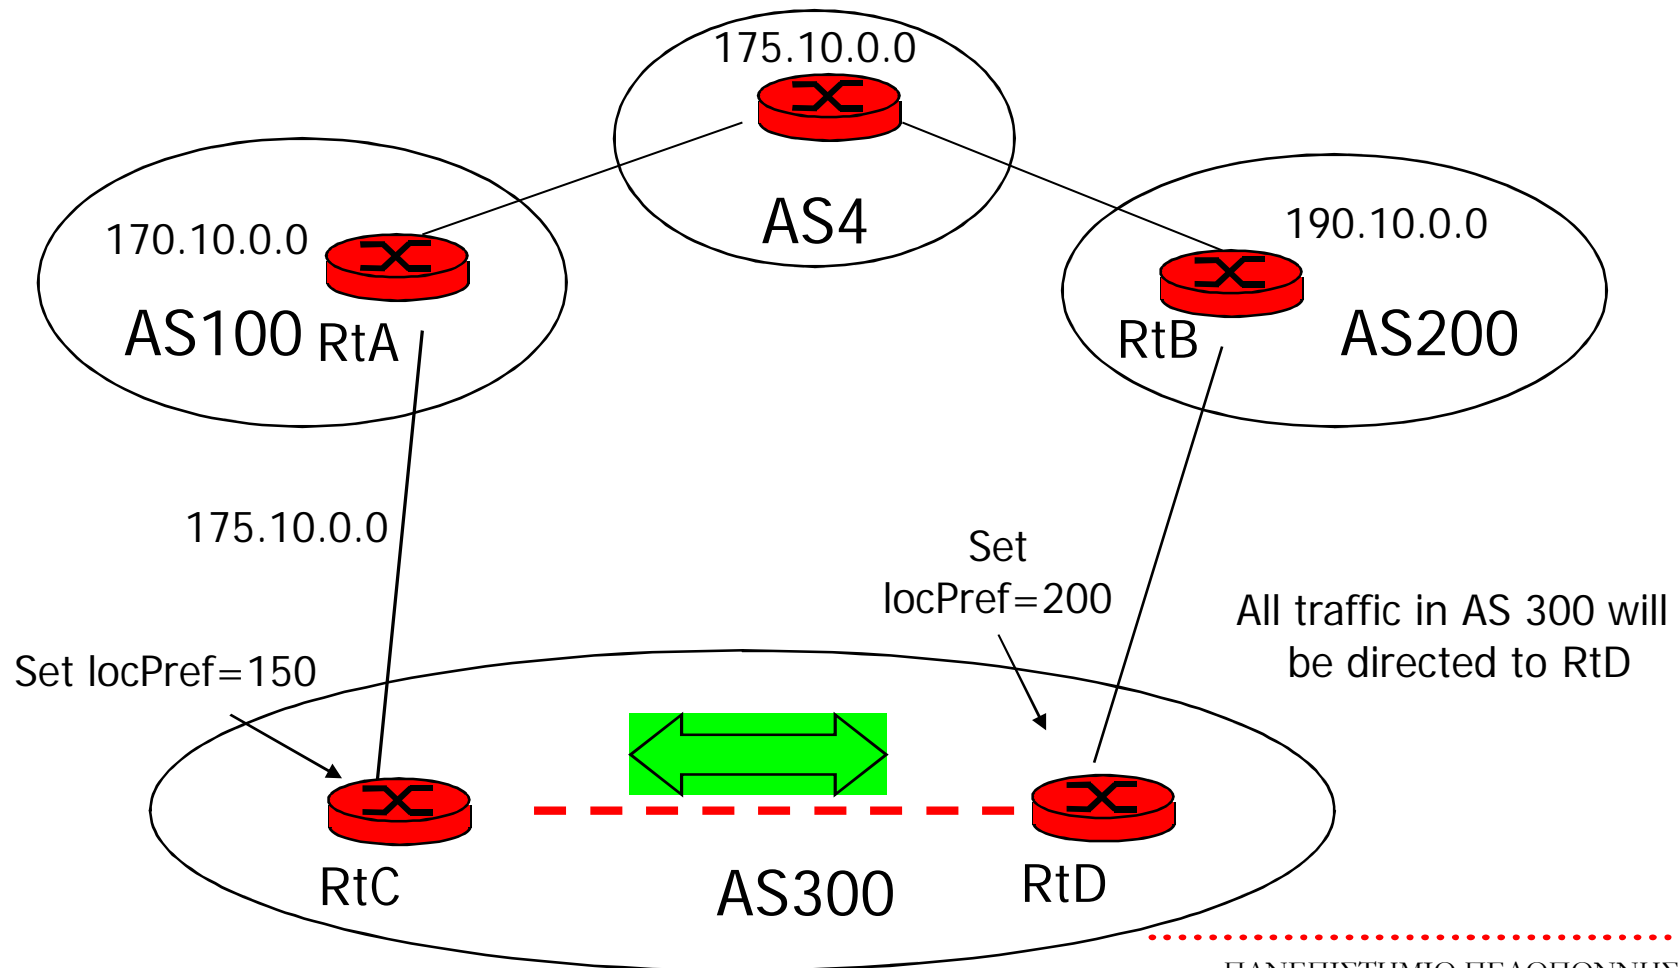 175.10.0.0
AS4
170.10.0.0
AS100
RtA
190.10.0.0
RtB
AS200
175.10.0.0
Set
locPref=200
All traffic in AS 300 will
be directed to RtD
Set locPref=150
RtC
AS300
RtD
ΠΑΝΕΠΙΣΤΗΜΙΟ ΠΕΛΟΠΟΝΝΗΣ